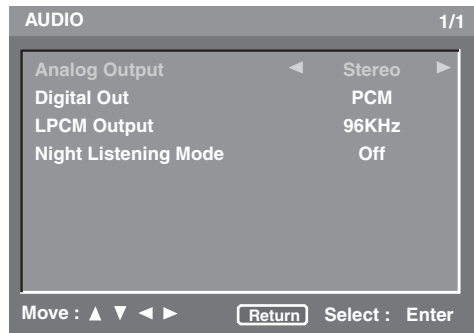 AUDIO 1/1
Analog Output ◄ Stereo ►
Digital Out PCM
LPCM Output 96KHz
Night Listening Mode Off
Move : ▲ ▼ ◄ ► Return Select : Enter